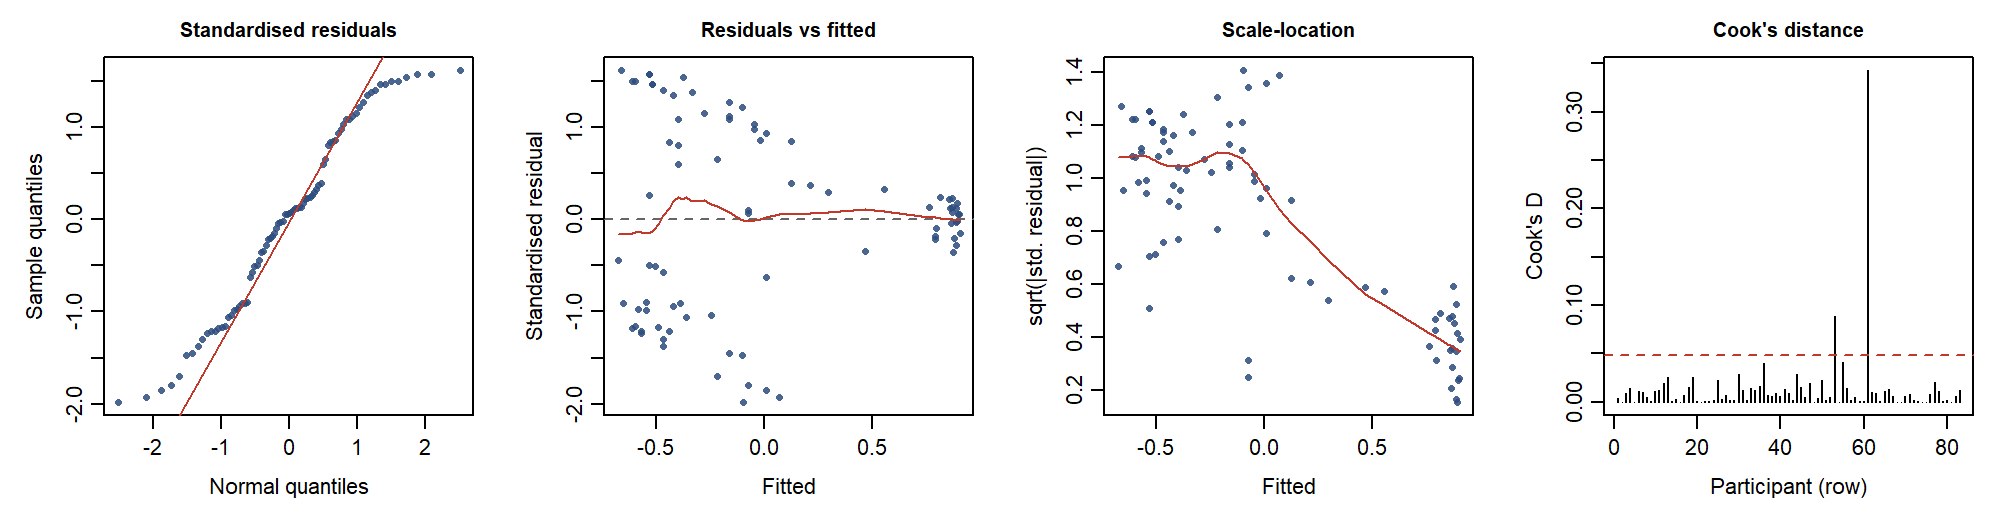 Standardised residuals
Sample quantiles
-2.0
-1.0
0.0
1.0
-2
-1
0
1
2
Normal quantiles
Residuals vs fitted
Standardised residual
-2.0
-1.0
0.0
1.0
-0.5
0.0
0.5
Fitted
Scale-location
sqrt(|std. residual|)
0.2
0.4
0.6
0.8
1.0
1.2
1.4
-0.5
0.0
0.5
Fitted
Cook's distance
Cook's D
0.00
0.10
0.20
0.30
0
20
40
60
80
Participant (row)